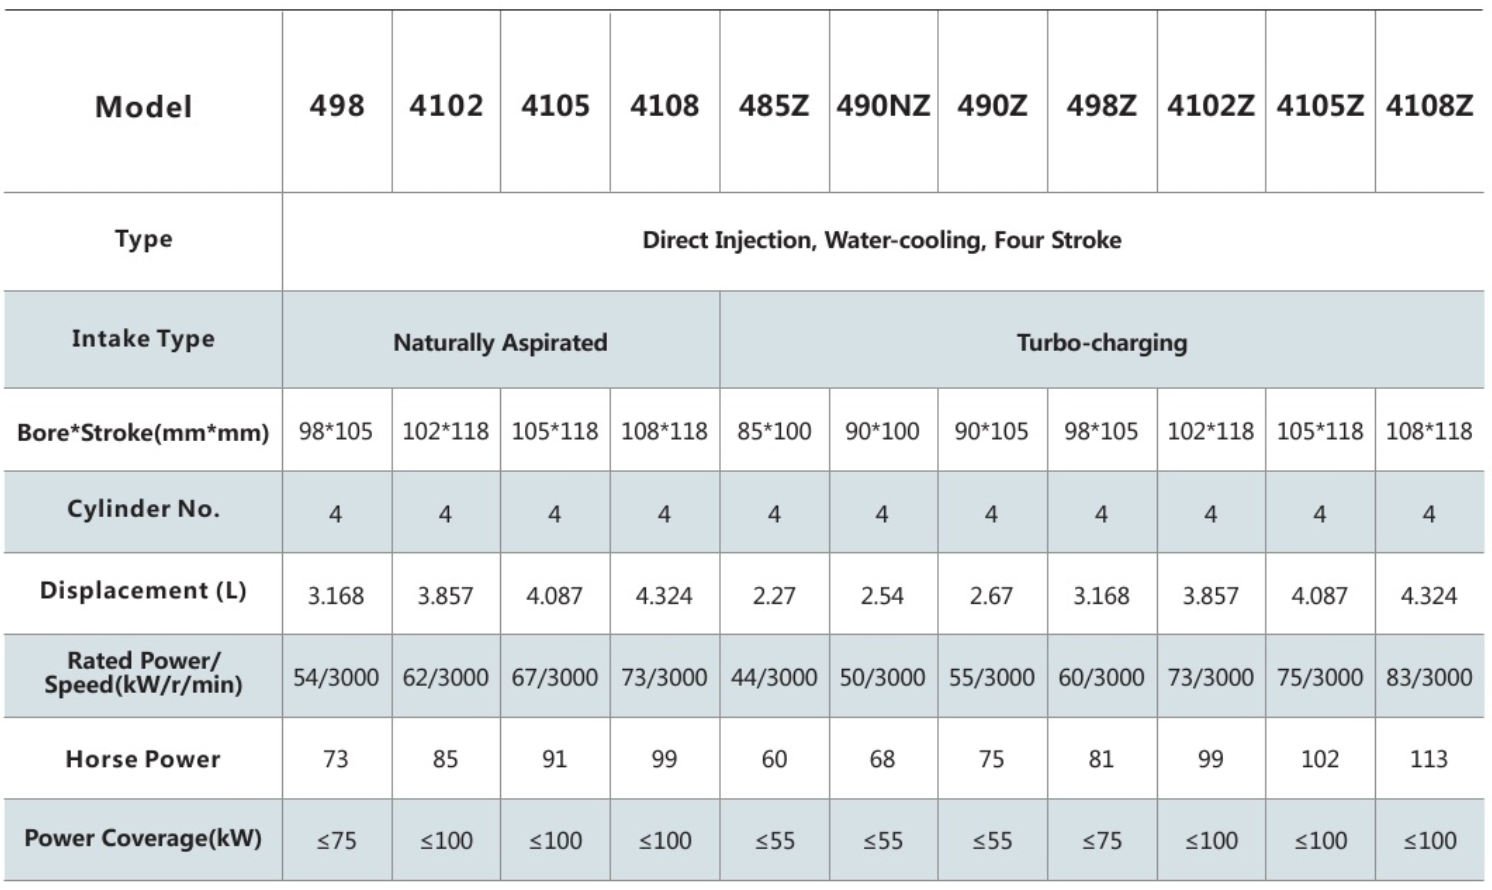 Model 498 4102 4105 4108 485Z 490NZ 490Z 498Z 4102Z 4105Z 4108Z
Type Direct Injection, Water-cooling, Four Stroke
Intake Type Naturally Aspirated Turbo-charging
Bore*Stroke(mm*mm) 98*105 102*118 105*118 108*118 85*100 90*100 90*105 98*105 102*118 105*118 108*118
Cylinder No. 4 4 4 4 4 4 4 4 4 4 4
Displacement (L) 3.168 3.857 4.087 4.324 2.27 2.54 2.67 3.168 3.857 4.087 4.324
Rated Power/
Speed(kW/r/min) 54/3000 62/3000 67/3000 73/3000 44/3000 50/3000 55/3000 60/3000 73/3000 75/3000 83/3000
Horse Power 73 85 91 99 60 68 75 81 99 102 113
Power Coverage(kW) ≤75 ≤100 ≤100 ≤100 ≤55 ≤55 ≤55 ≤75 ≤100 ≤100 ≤100